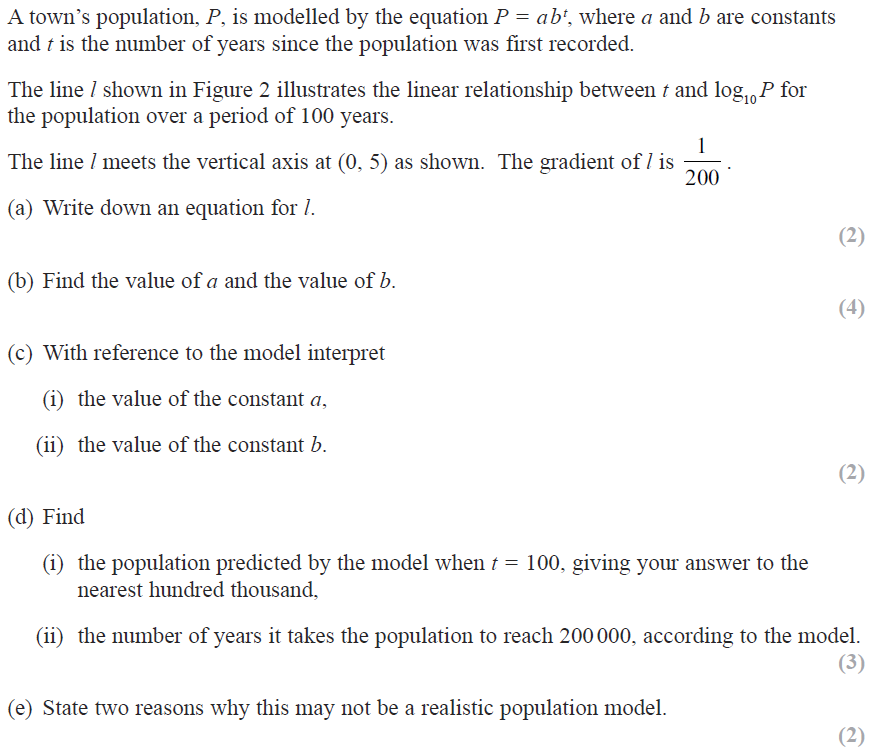 A town’s population, P, is modelled by the equation P = abᵗ, where a and b are constants
and t is the number of years since the population was first recorded.
The line l shown in Figure 2 illustrates the linear relationship between t and log₁₀P for
the population over a period of 100 years.
The line l meets the vertical axis at (0, 5) as shown. The gradient of l is 1/200.
(a) Write down an equation for l.
(2)
(b) Find the value of a and the value of b.
(4)
(c) With reference to the model interpret
(i) the value of the constant a,
(ii) the value of the constant b.
(2)
(d) Find
(i) the population predicted by the model when t = 100, giving your answer to the
nearest hundred thousand,
(ii) the number of years it takes the population to reach 200 000, according to the model.
(3)
(e) State two reasons why this may not be a realistic population model.
(2)